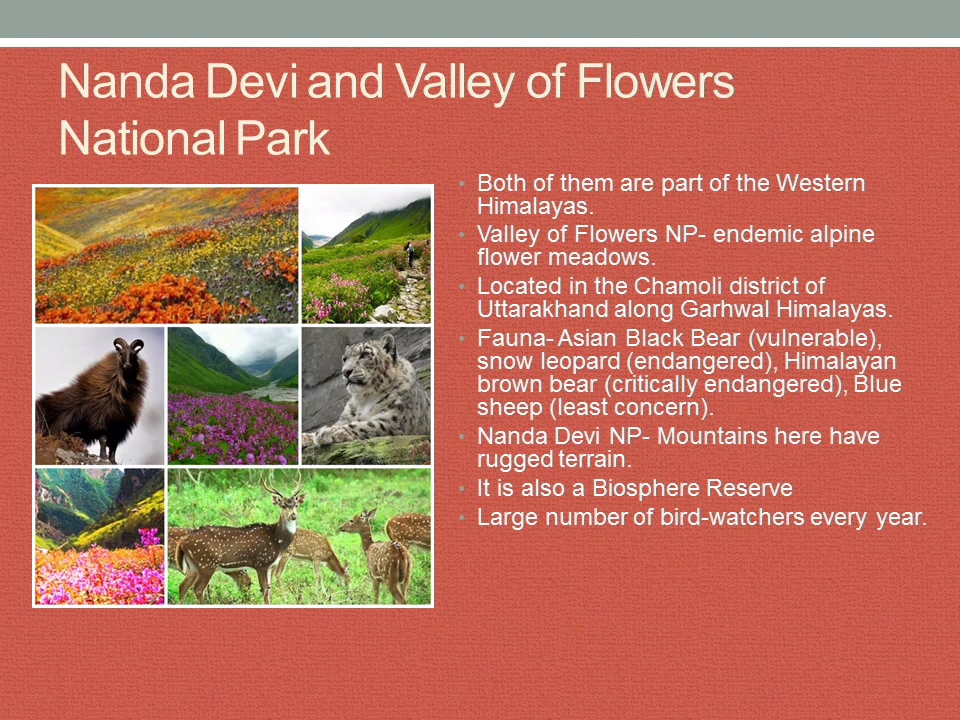 Nanda Devi and Valley of Flowers
National Park
• Both of them are part of the Western
Himalayas.
• Valley of Flowers NP- endemic alpine
flower meadows.
• Located in the Chamoli district of
Uttarakhand along Garhwal Himalayas.
• Fauna- Asian Black Bear (vulnerable),
snow leopard (endangered), Himalayan
brown bear (critically endangered), Blue
sheep (least concern).
• Nanda Devi NP- Mountains here have
rugged terrain.
• It is also a Biosphere Reserve
• Large number of bird-watchers every year.